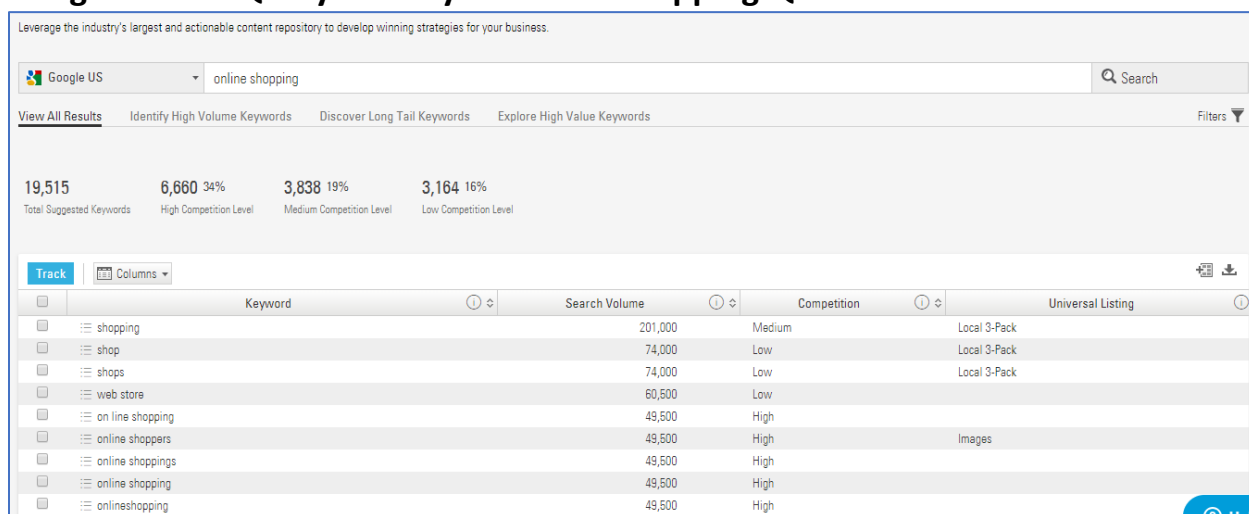 Leverage the industry's largest and actionable content repository to develop winning strategies for your business.
Google US online shopping Search
View All Results Identify High Volume Keywords Discover Long Tail Keywords Explore High Value Keywords Filters
19,515 6,660 34% 3,838 19% 3,164 16%
Total Suggested Keywords High Competition Level Medium Competition Level Low Competition Level
Track Columns
Keyword Search Volume Competition Universal Listing
shopping 201,000 Medium Local 3-Pack
shop 74,000 Low Local 3-Pack
shops 74,000 Low Local 3-Pack
web store 60,500 Low
on line shopping 49,500 High
online shoppers 49,500 High Images
online shoppings 49,500 High
online shopping 49,500 High
onlineshopping 49,500 High